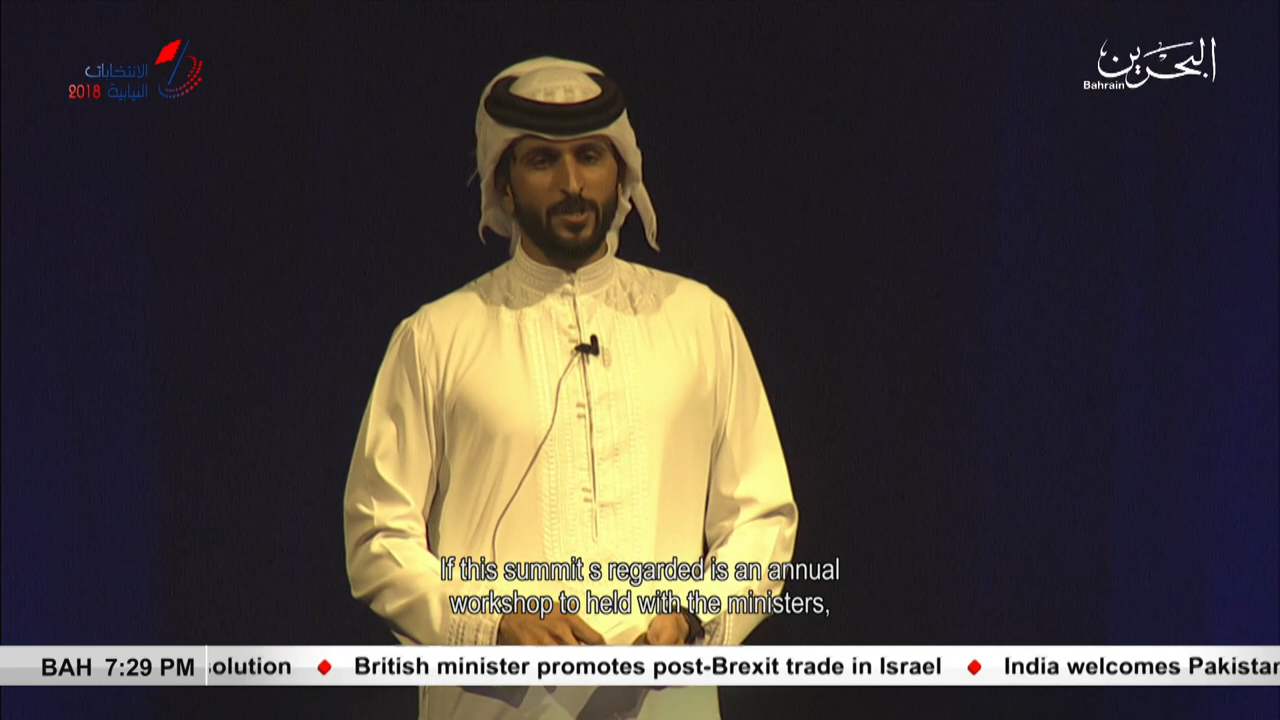 الانتخابات
النيابية 2018
البحرين
Bahrain
If this summit s regarded is an annual
workshop to held with the ministers,
BAH 7:29 PM olution ♦ British minister promotes post-Brexit trade in Israel ♦ India welcomes Pakistan